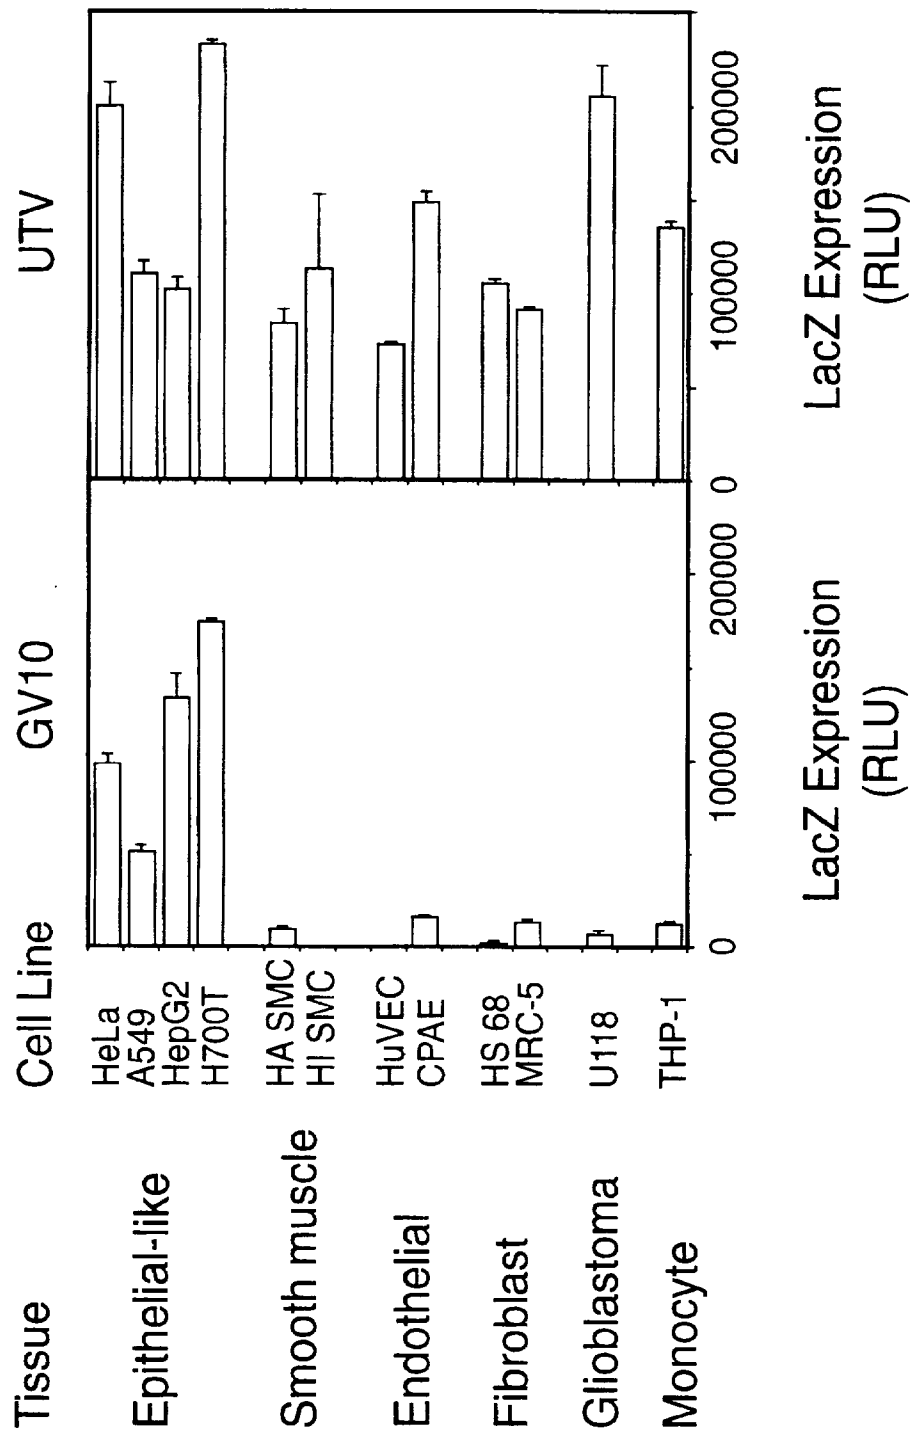 Tissue Cell Line GV10 UTV
Epithelial-like HeLa
A549
HepG2
H700T
Smooth muscle HA SMC
HI SMC
Endothelial HuVEC
CPAE
Fibroblast HS 68
MRC-5
Glioblastoma U118
Monocyte THP-1
0 100000 200000 0 100000 200000
LacZ Expression LacZ Expression
(RLU) (RLU)